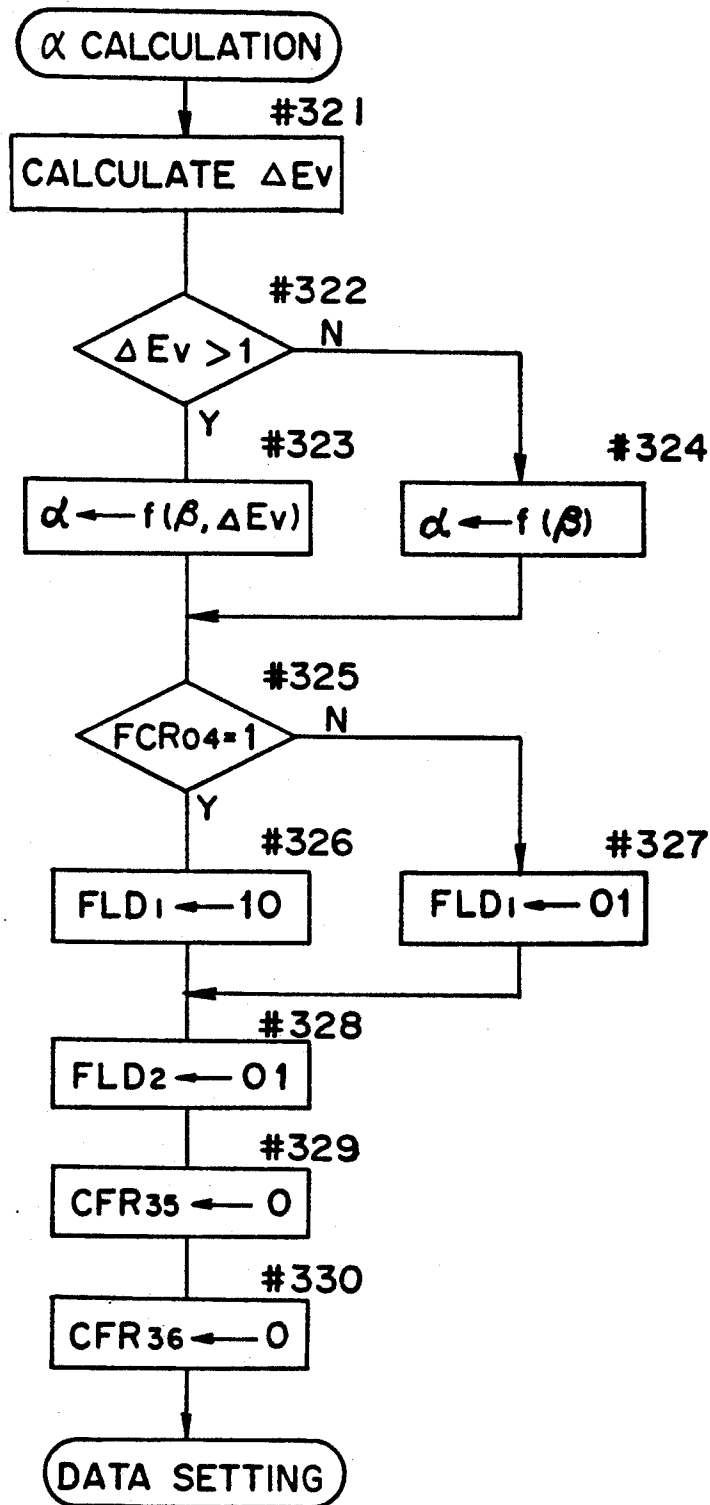 α CALCULATION
#321
CALCULATE ΔEv
#322
ΔEv > 1
N
Y
#323
α ← f(β, ΔEv)
#324
α ← f(β)
#325
FCR04=1
N
Y
#326
FLD1 ← 10
#327
FLD1 ← 01
#328
FLD2 ← 01
#329
CFR35 ← 0
#330
CFR36 ← 0
DATA SETTING